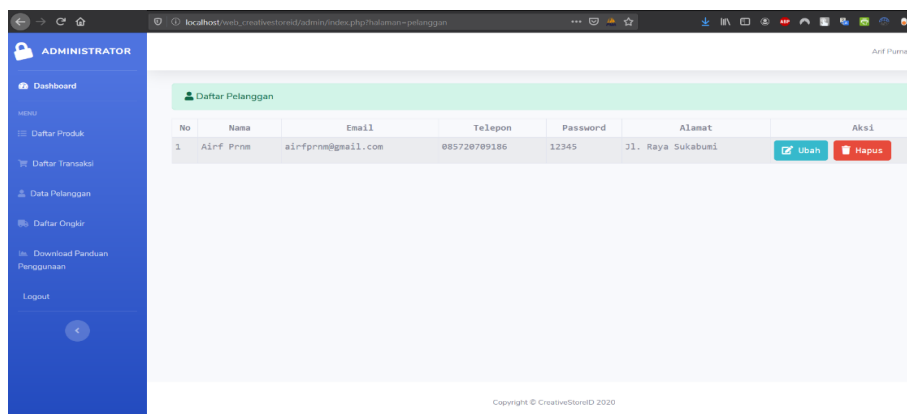 localhost/web_creativestoreid/admin/index.php?halaman=pelanggan
ABP
ADMINISTRATOR
Arif Purna
Dashboard
MENU
Daftar Produk
Daftar Transaksi
Data Pelanggan
Daftar Ongkir
Download Panduan
Penggunaan
Logout
Daftar Pelanggan
No Nama Email Telepon Password Alamat Aksi
1 Airf Prnm airfprnm@gmail.com 085720709186 12345 Jl. Raya Sukabumi Ubah Hapus
Copyright © CreativeStoreID 2020